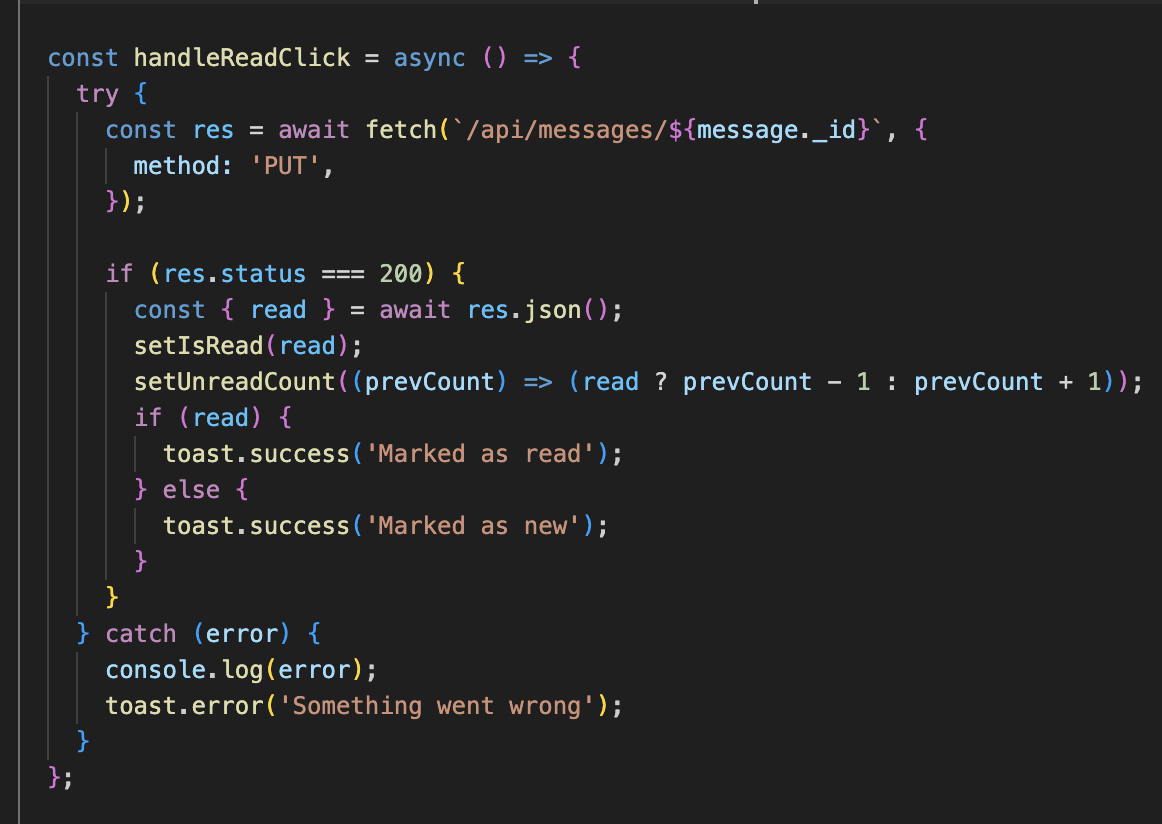 const handleReadClick = async () => {
  try {
    const res = await fetch(`/api/messages/${message._id}`, {
      method: 'PUT',
    });

    if (res.status === 200) {
      const { read } = await res.json();
      setIsRead(read);
      setUnreadCount((prevCount) => (read ? prevCount - 1 : prevCount + 1));
      if (read) {
        toast.success('Marked as read');
      } else {
        toast.success('Marked as new');
      }
    }
  } catch (error) {
    console.log(error);
    toast.error('Something went wrong');
  }
};